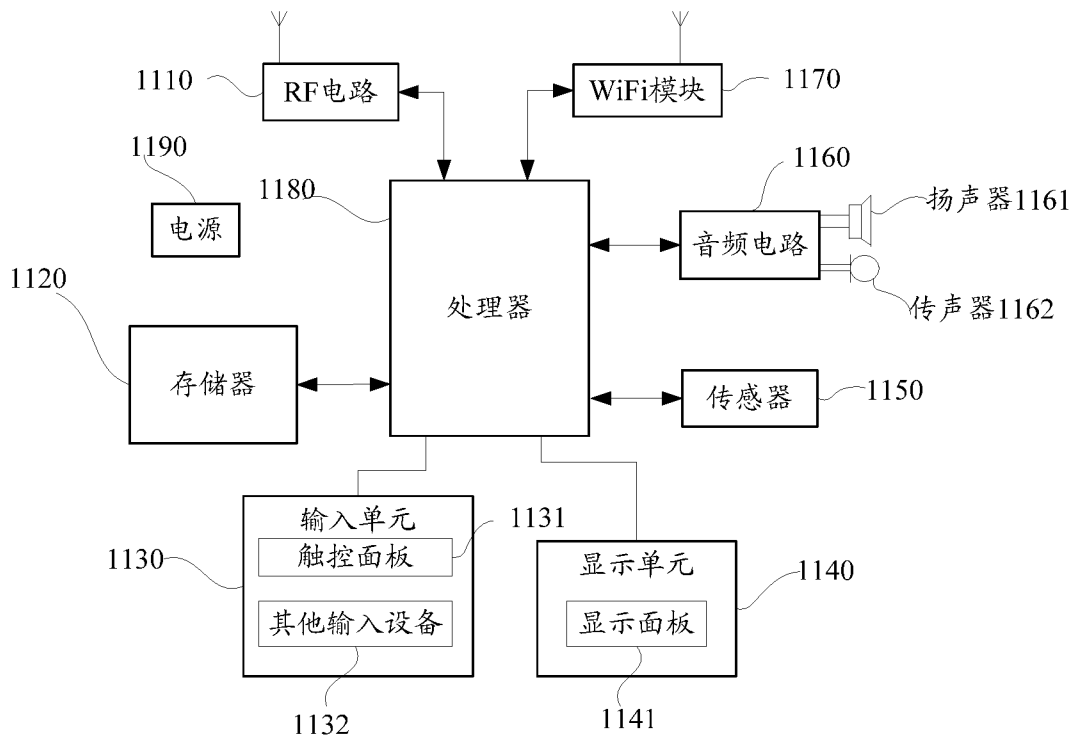 1110
RF电路
WiFi模块
1170
1190
电源
1180
1160
音频电路
扬声器1161
传声器1162
1120
存储器
处理器
传感器
1150
输入单元
1131
触控面板
1130
其他输入设备
1132
显示单元
1140
显示面板
1141